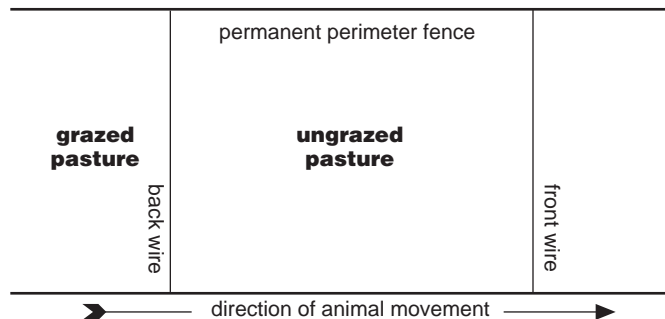 permanent perimeter fence
grazed
pasture
ungrazed
pasture
back wire
front wire
direction of animal movement